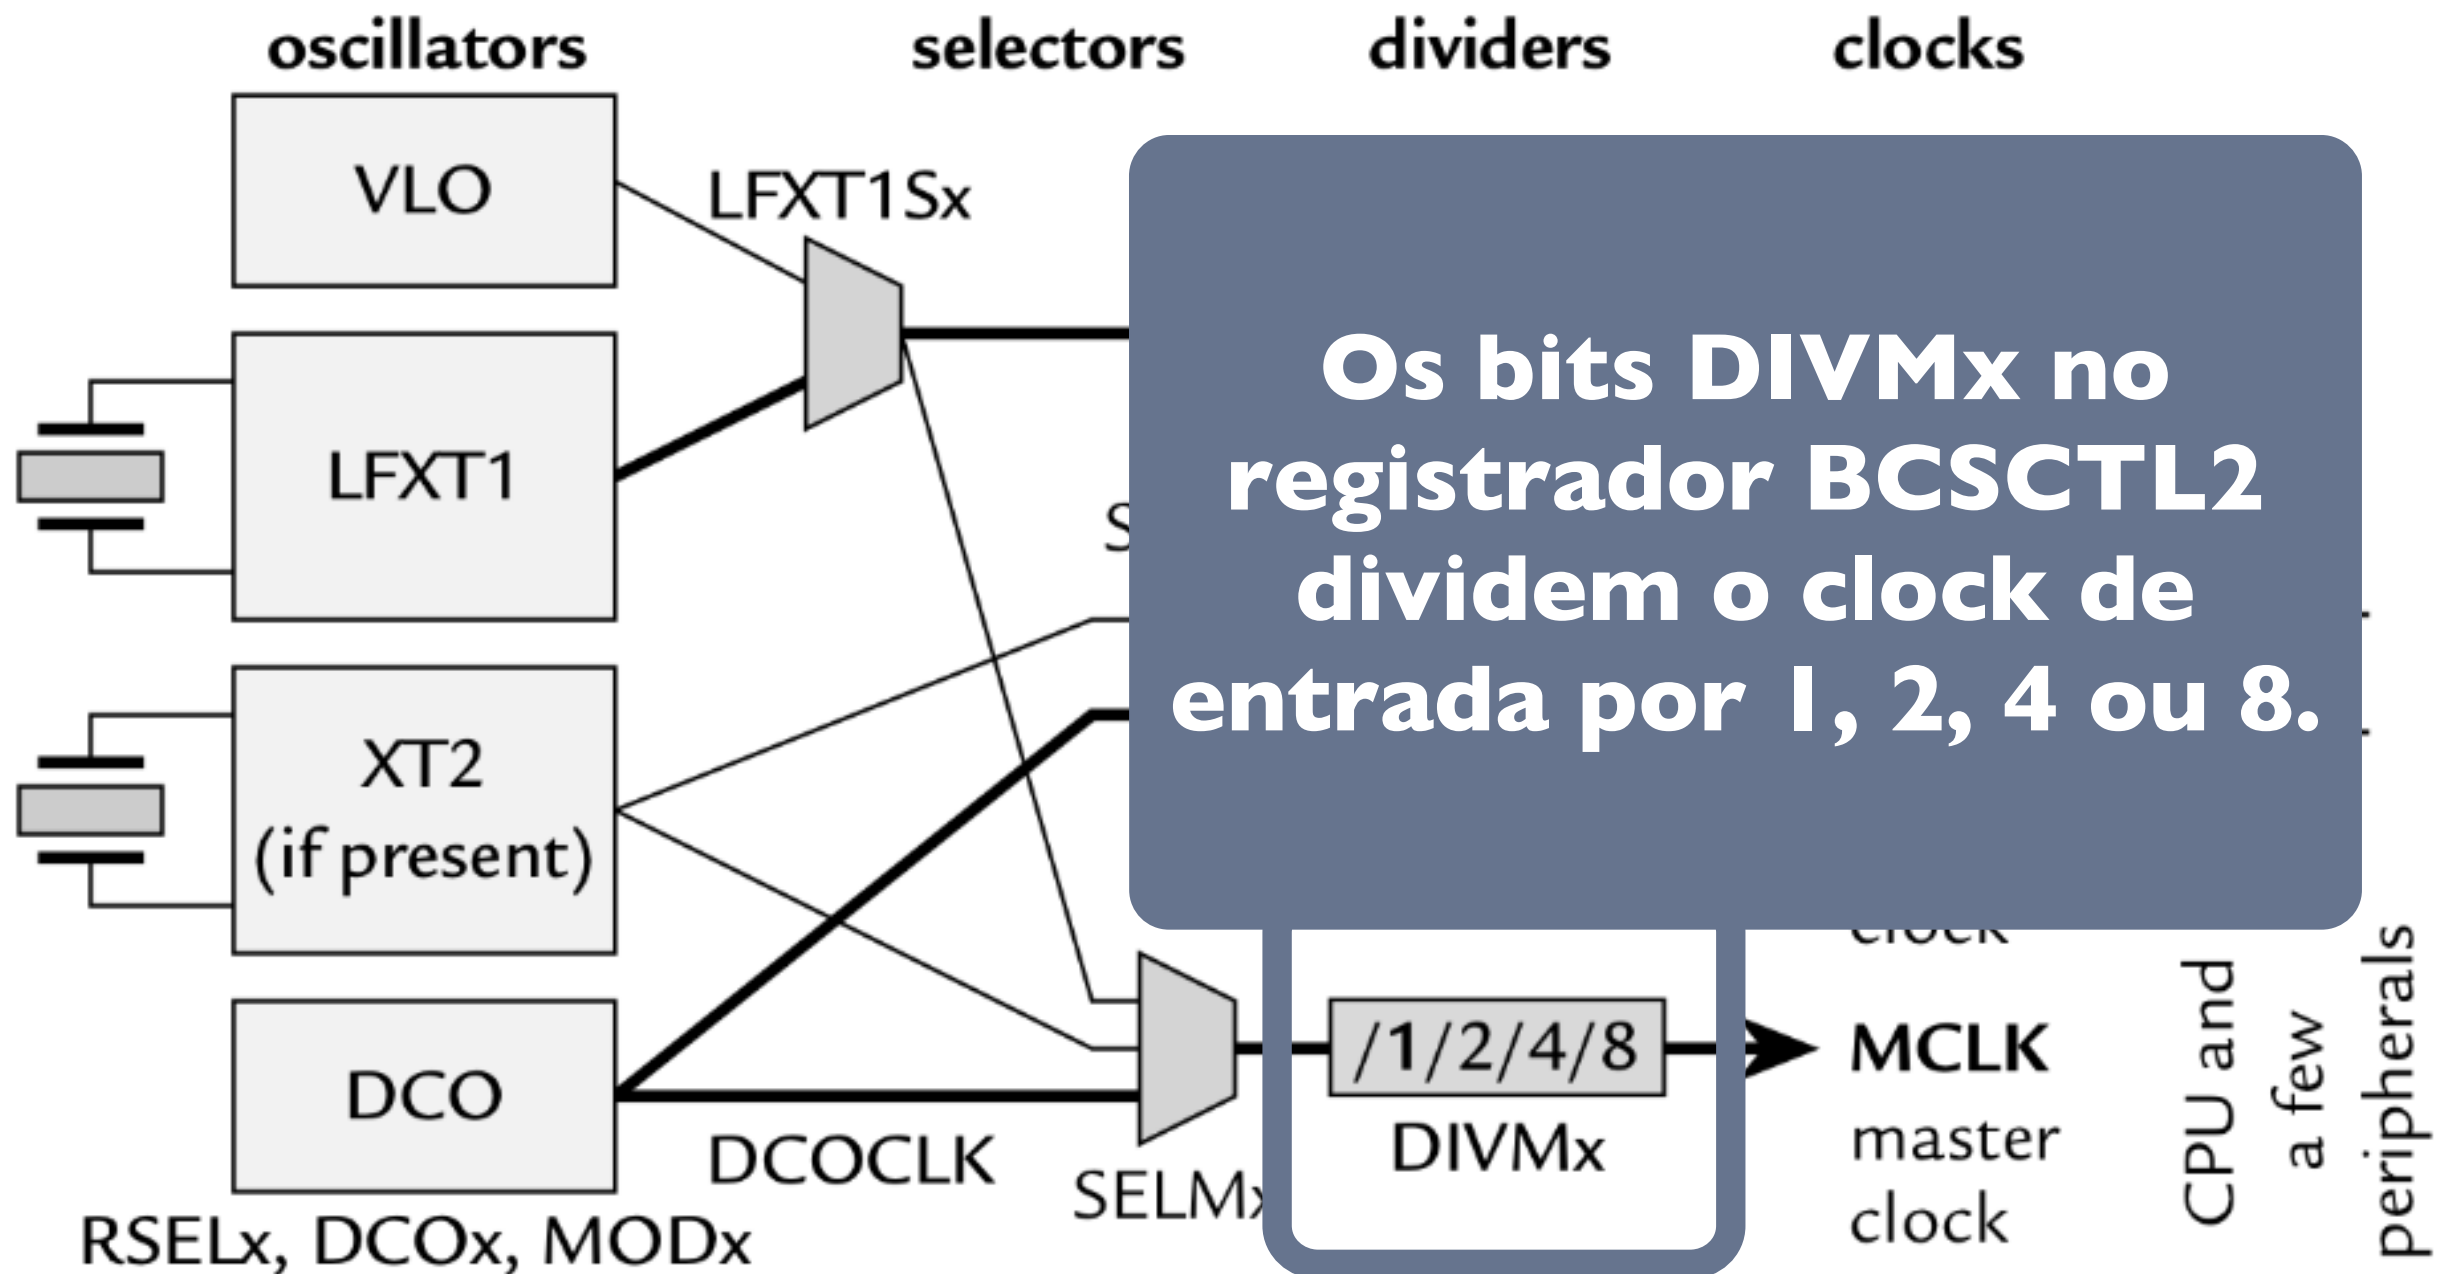 oscillators selectors dividers clocks
VLO
LFXT1Sx
LFXT1
Os bits DIVMx no
registrador BCSCTL2
dividem o clock de
entrada por 1, 2, 4 ou 8.
XT2
(if present)
DCO
DCOCLK
RSELx, DCOx, MODx
SELMx
/1/2/4/8
DIVMx
clock
MCLK
master
clock
CPU and
a few
peripherals